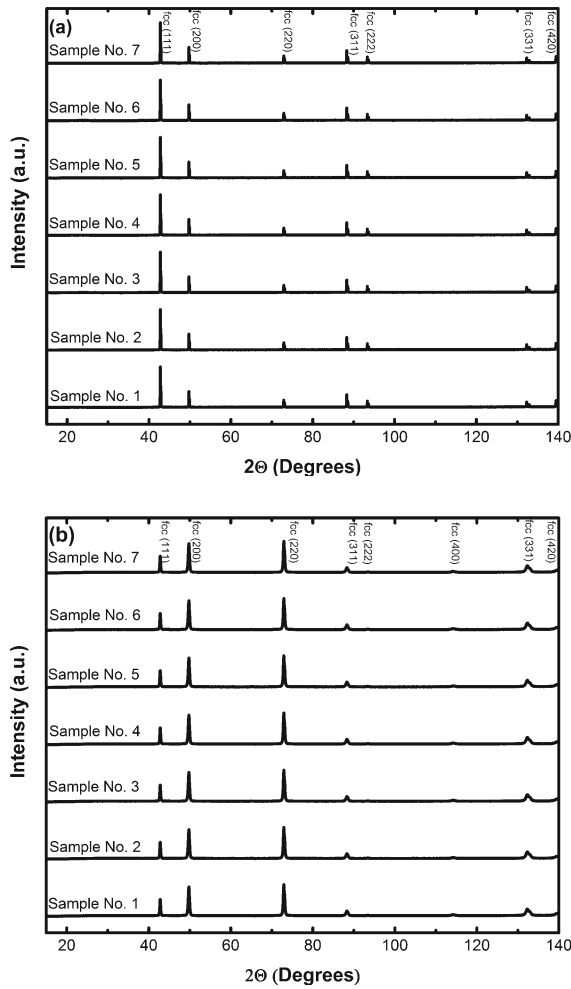 (a)
fcc (111)
fcc (200)
fcc (220)
fcc (311)
fcc (222)
fcc (331)
fcc (420)
Sample No. 7
Sample No. 6
Sample No. 5
Sample No. 4
Sample No. 3
Sample No. 2
Sample No. 1
Intensity (a.u.)
20 40 60 80 100 120 140
2Θ (Degrees)
(b)
fcc (111)
fcc (200)
fcc (220)
fcc (311)
fcc (222)
fcc (400)
fcc (331)
fcc (420)
Sample No. 7
Sample No. 6
Sample No. 5
Sample No. 4
Sample No. 3
Sample No. 2
Sample No. 1
Intensity (a.u.)
20 40 60 80 100 120 140
2Θ (Degrees)